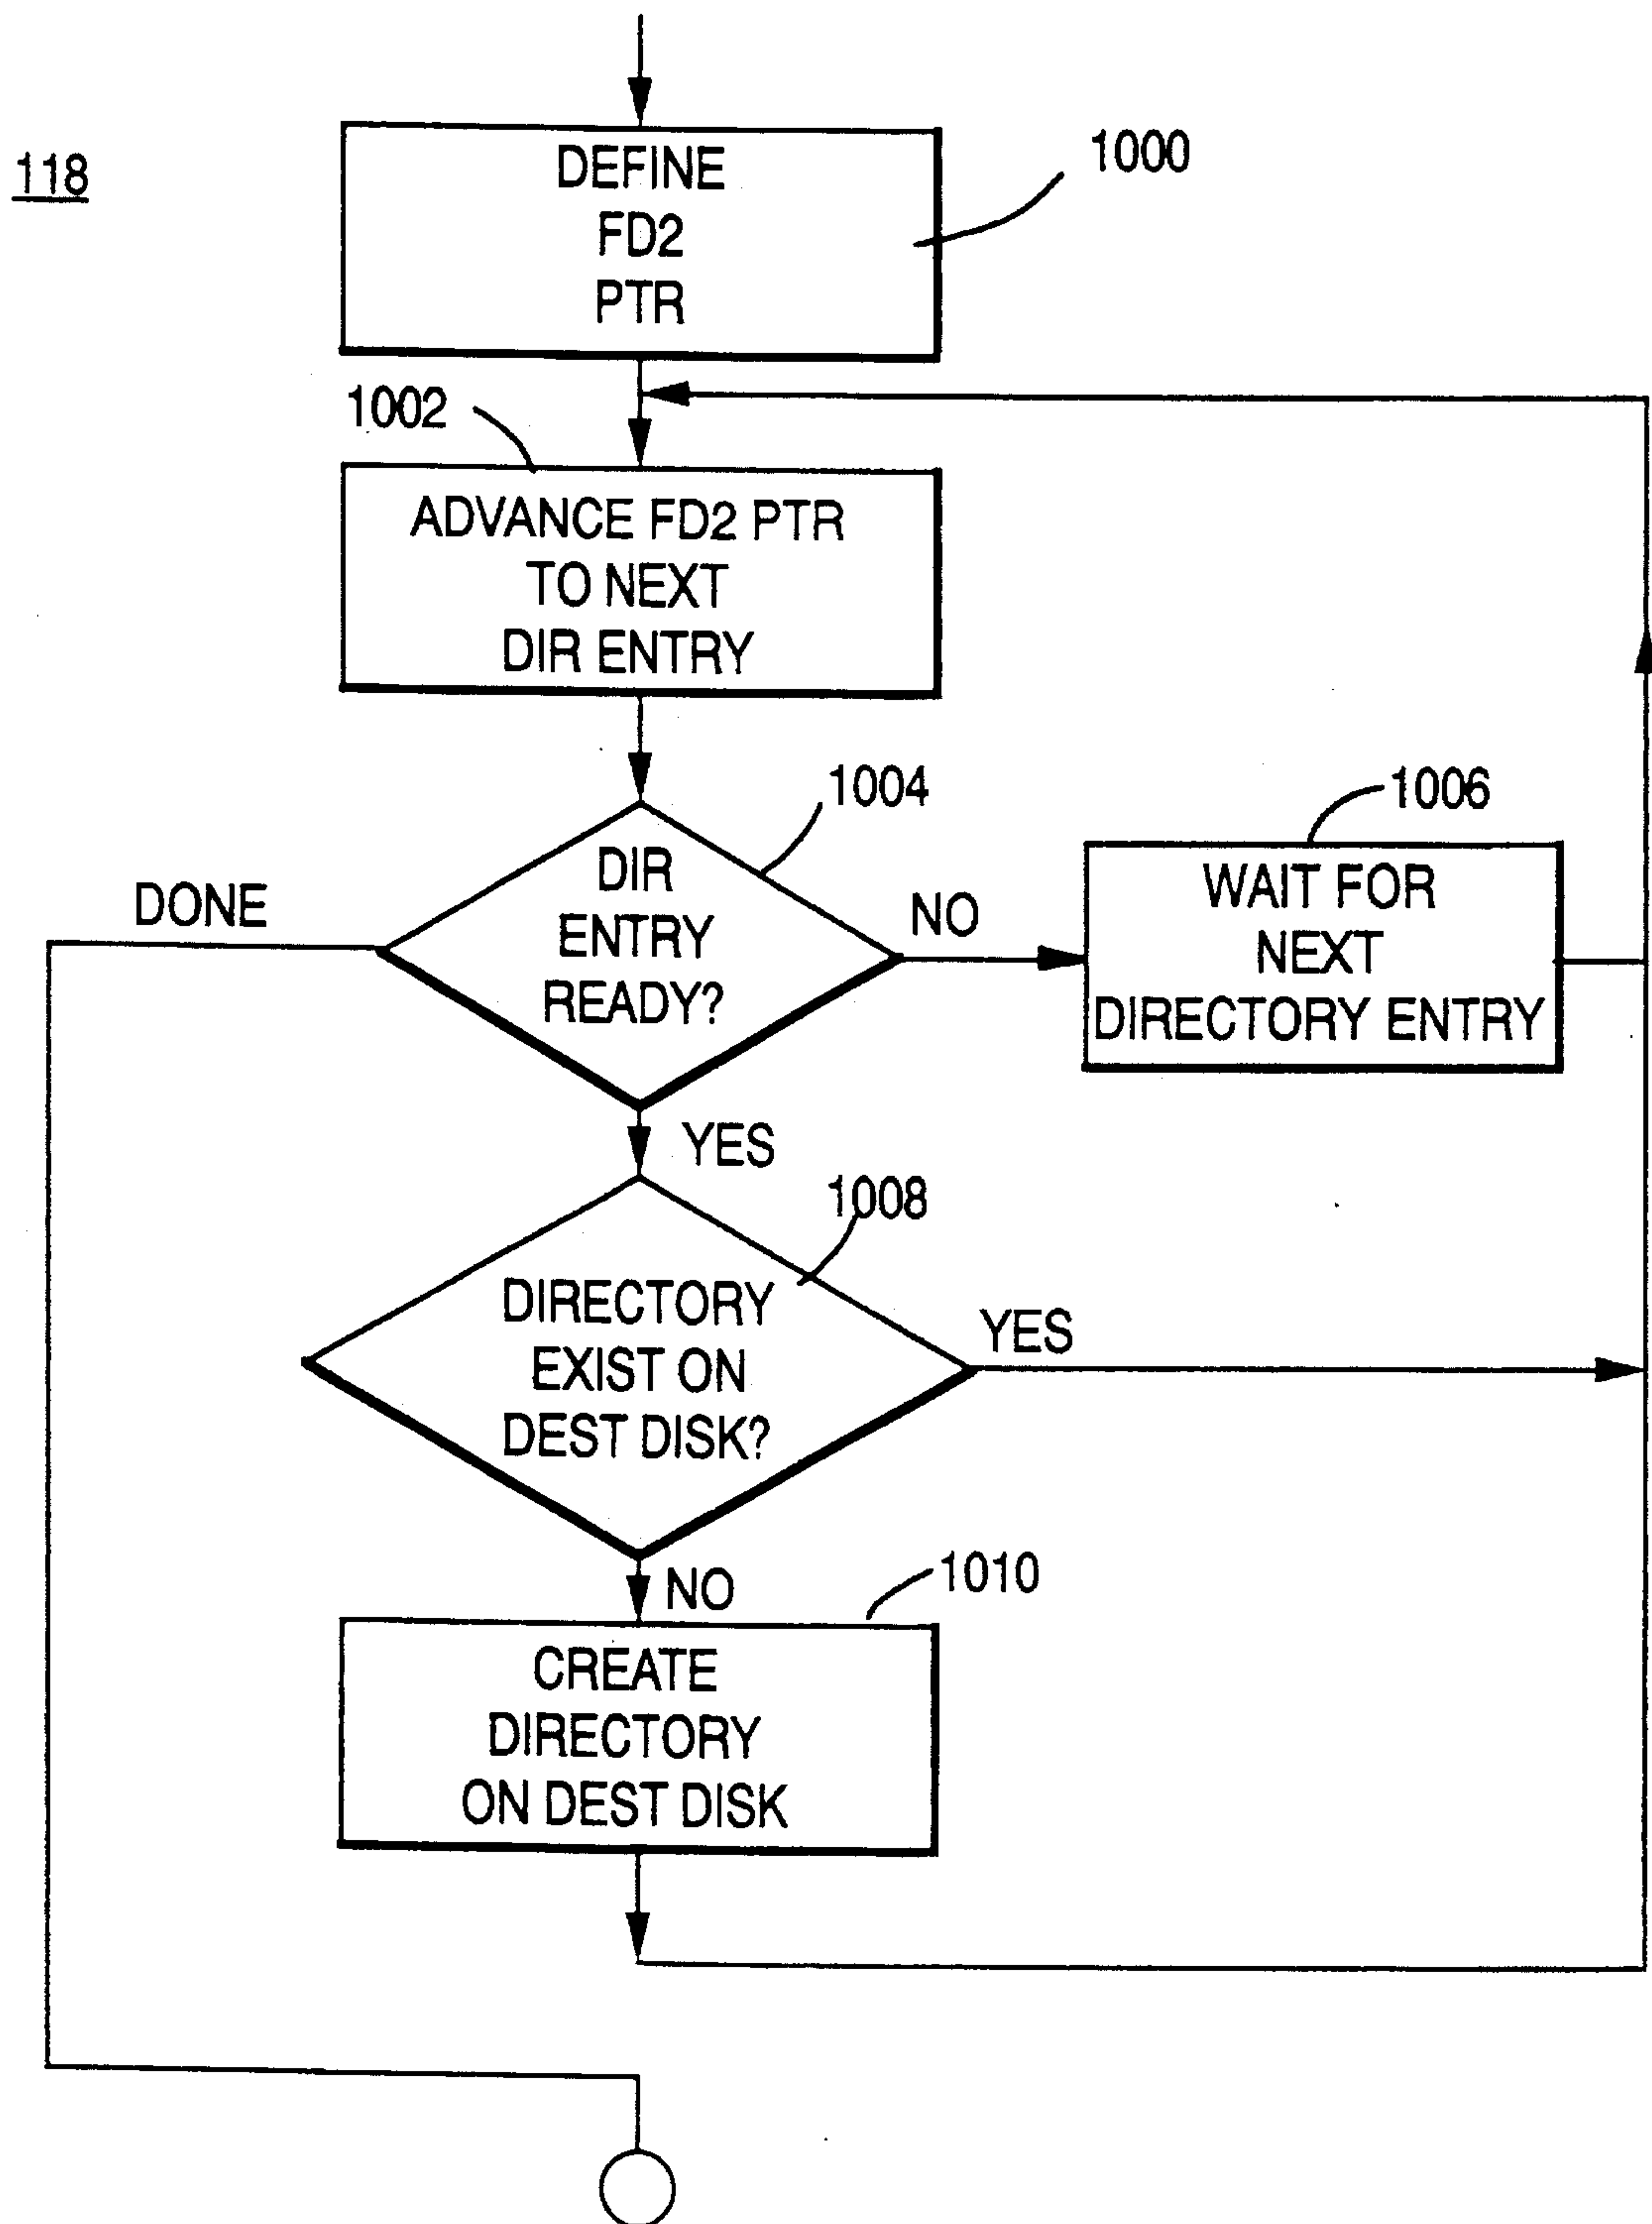 118
1000
DEFINE
FD2
PTR
1002
ADVANCE FD2 PTR
TO NEXT
DIR ENTRY
1004
DIR
ENTRY
READY?
DONE
NO
1006
WAIT FOR
NEXT
DIRECTORY ENTRY
YES
1008
DIRECTORY
EXIST ON
DEST DISK?
YES
NO
1010
CREATE
DIRECTORY
ON DEST DISK